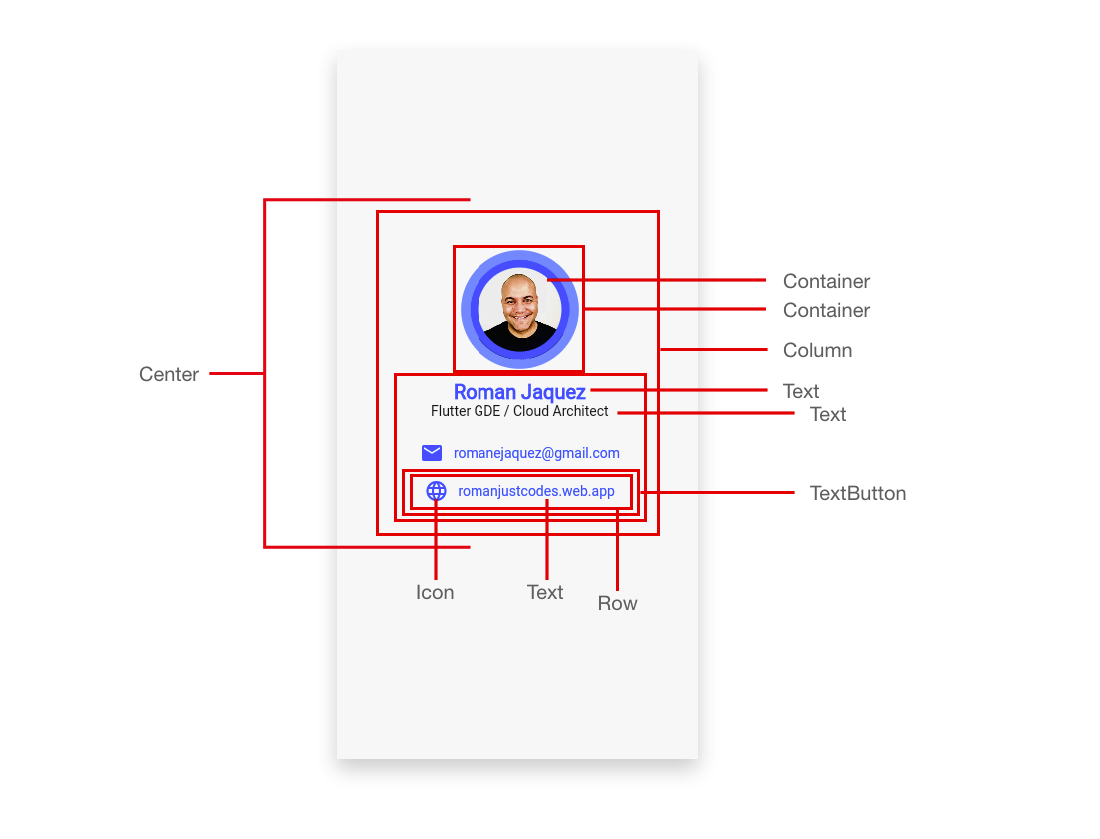 Container
Container
Column
Center
Roman Jaquez
Text
Flutter GDE / Cloud Architect
Text
romanejaquez@gmail.com
romanjustcodes.web.app
TextButton
Icon
Text
Row